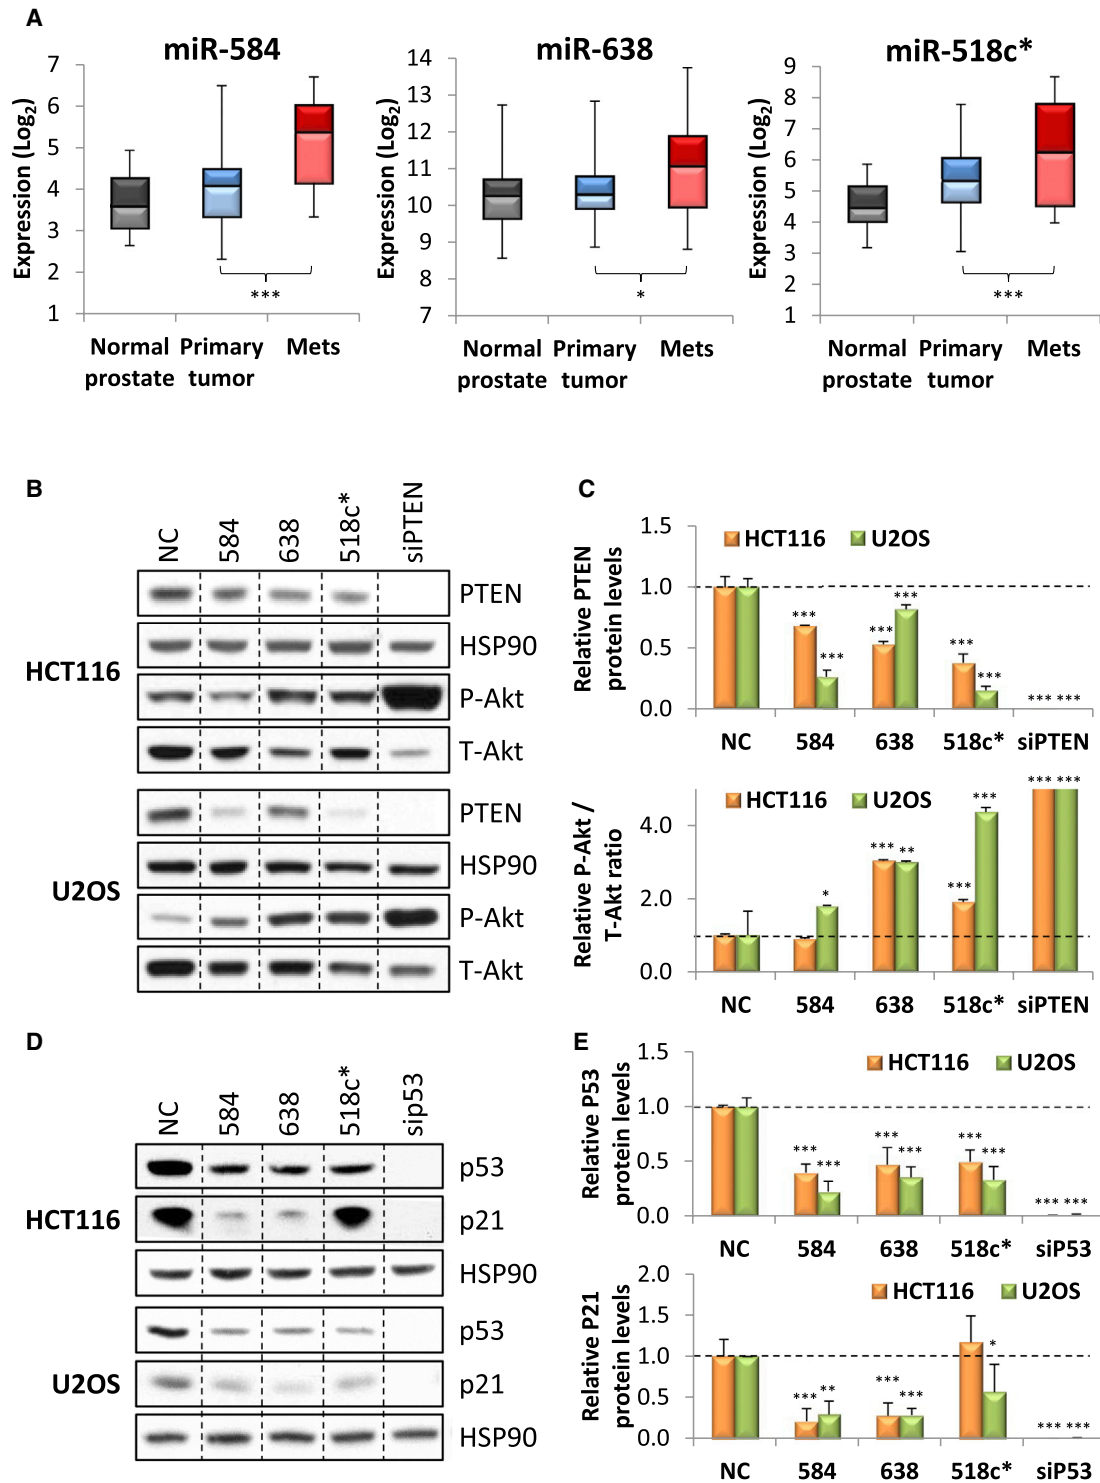 A
miR-584
miR-638
miR-518c*
Expression (Log2)
7
6
5
4
3
2
1
***
Normal prostate
Primary tumor
Mets
Expression (Log2)
14
13
12
11
10
9
8
7
*
Normal prostate
Primary tumor
Mets
Expression (Log2)
9
8
7
6
5
4
3
2
1
***
Normal prostate
Primary tumor
Mets
B
NC 584 638 518c* siPTEN
HCT116
PTEN
HSP90
P-Akt
T-Akt
U2OS
PTEN
HSP90
P-Akt
T-Akt
C
Relative PTEN
protein levels
HCT116 U2OS
1.5
1.0
0.5
0.0
*** *** *** *** *** *** *** ***
NC 584 638 518c* siPTEN
Relative P-Akt /
T-Akt ratio
HCT116 U2OS
4.0
2.0
0.0
* *** ** *** *** *** ***
NC 584 638 518c* siPTEN
D
NC 584 638 518c* sip53
HCT116
p53
p21
HSP90
U2OS
p53
p21
HSP90
E
Relative P53
protein levels
HCT116 U2OS
1.5
1.0
0.5
0.0
*** *** *** *** *** *** *** ***
NC 584 638 518c* siP53
Relative P21
protein levels
HCT116 U2OS
2.0
1.5
1.0
0.5
0.0
*** ** *** *** * *** ***
NC 584 638 518c* siP53